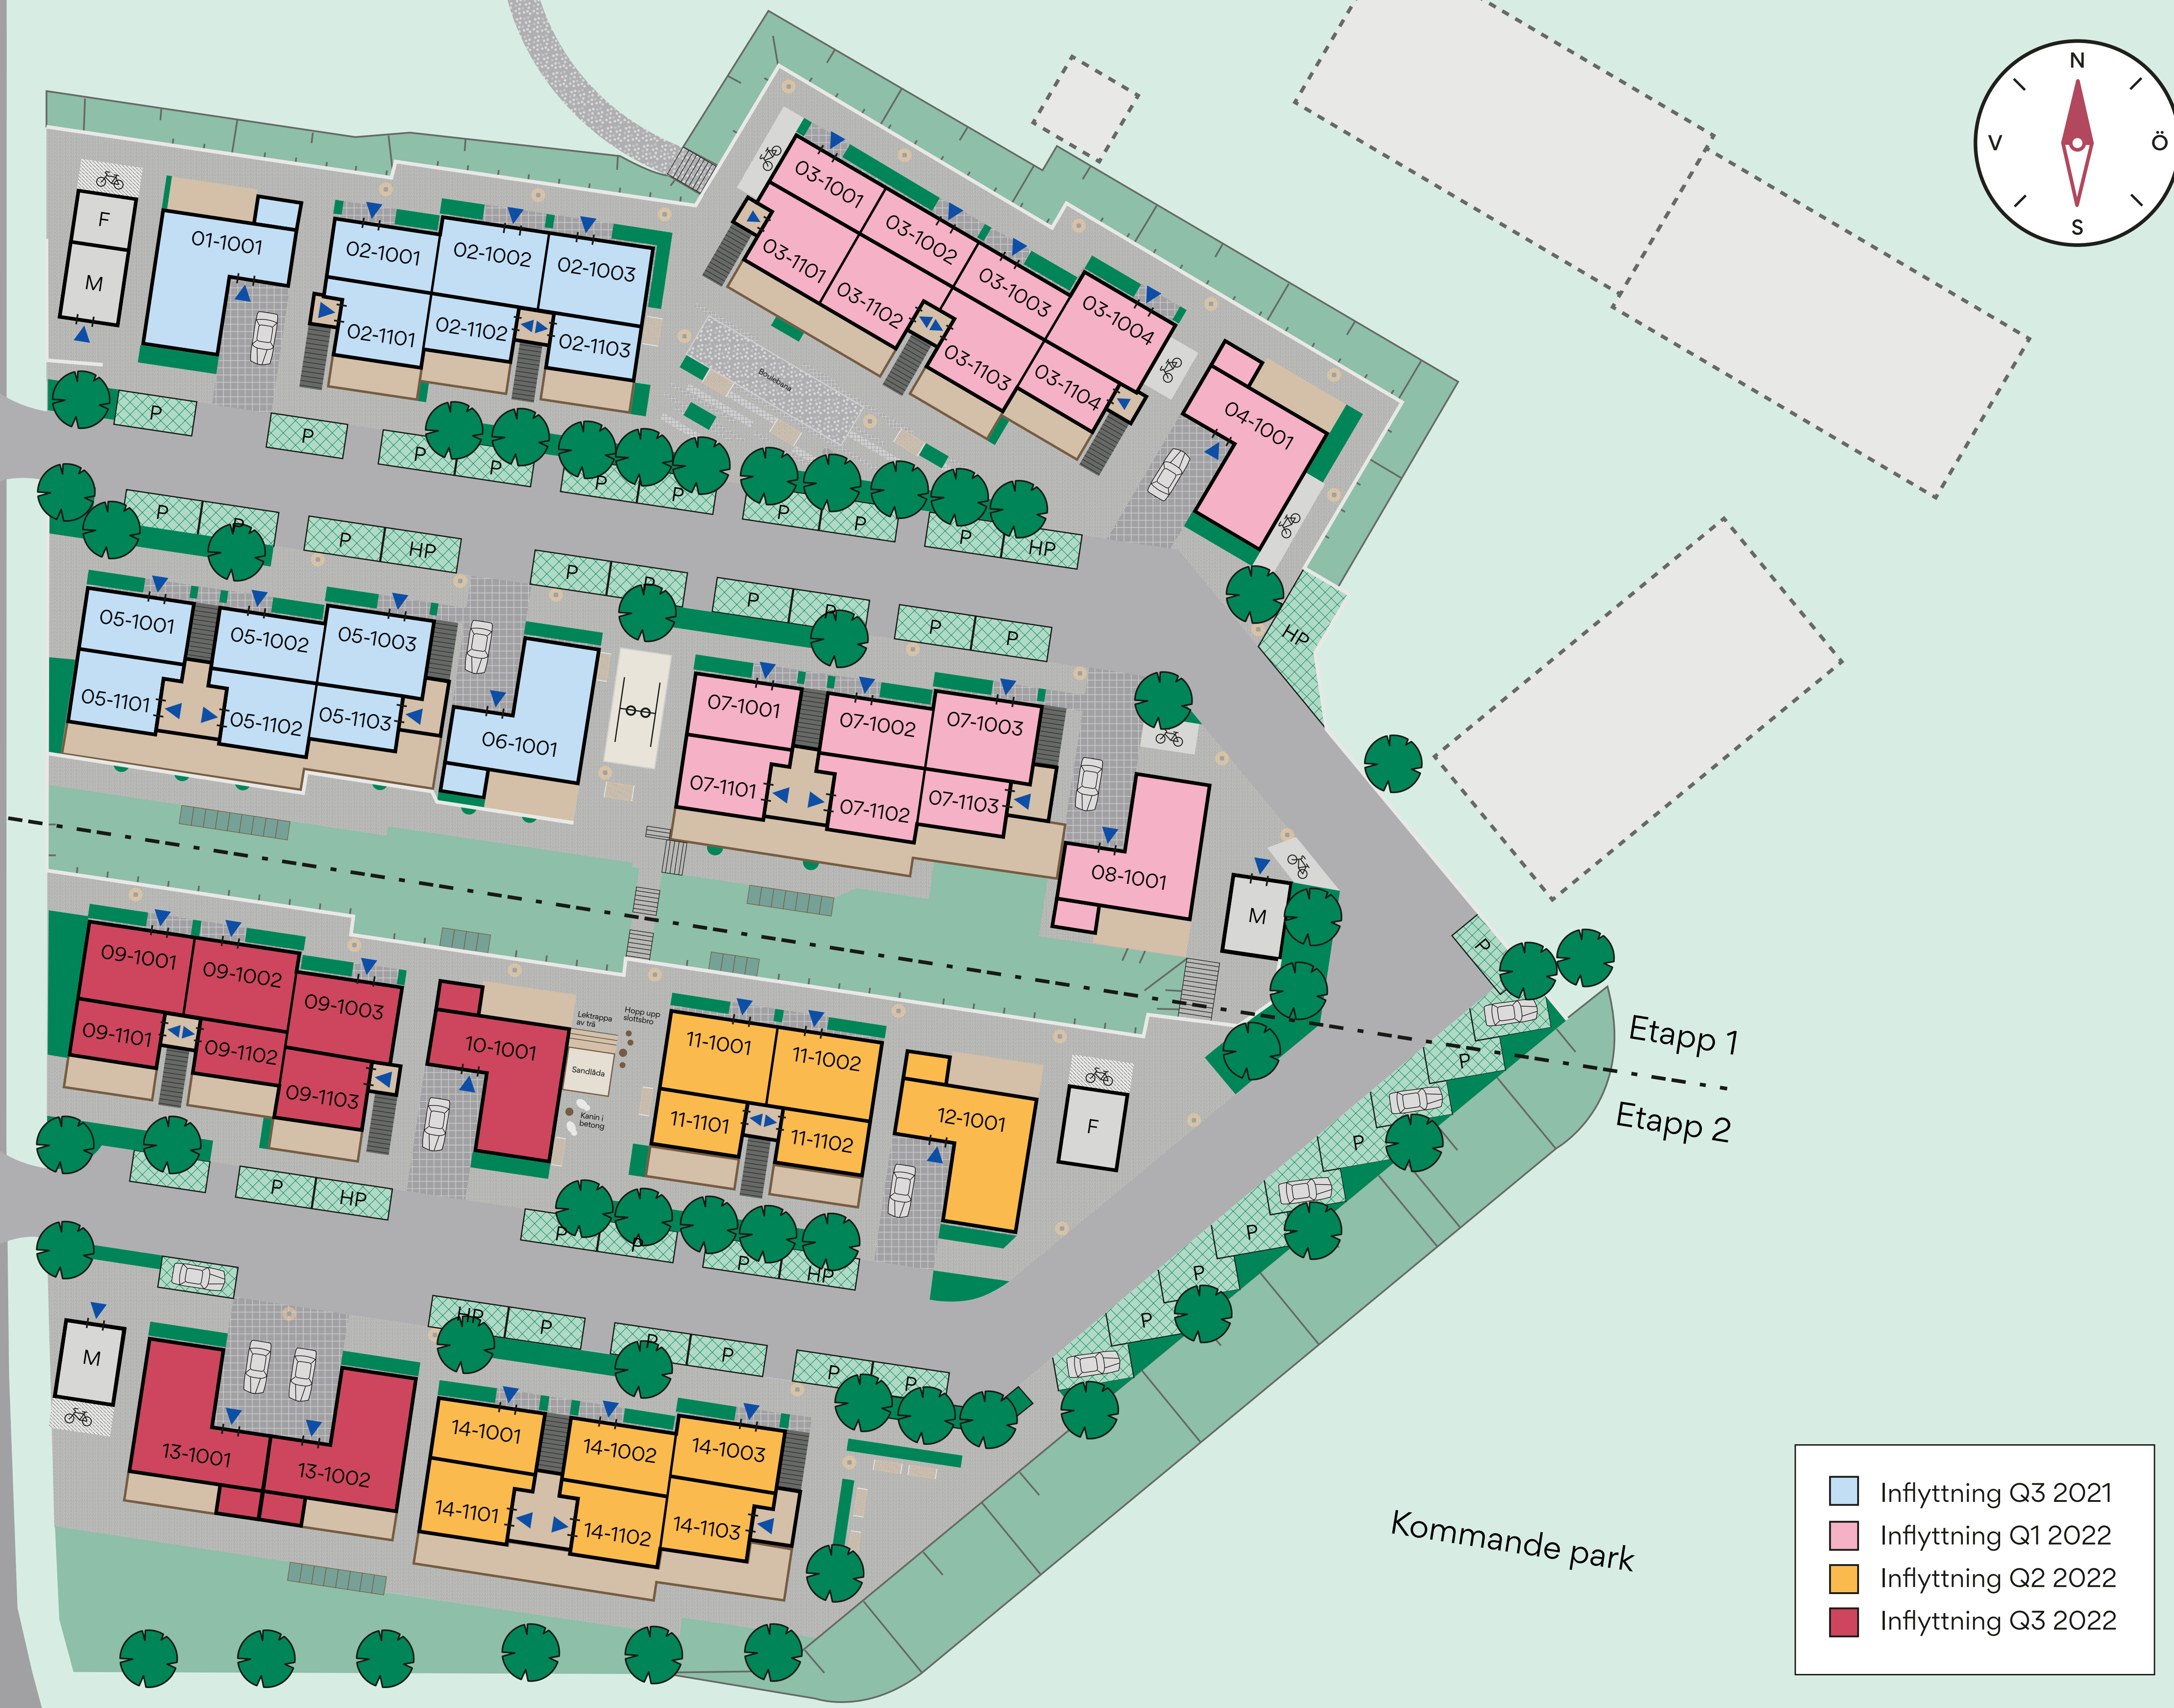 N
V
Ö
S
F
M
01-1001
02-1001
02-1002
02-1003
02-1101
02-1102
02-1103
03-1001
03-1002
03-1003
03-1004
03-1101
03-1102
03-1103
03-1104
04-1001
Boulebana
P
P
P
P
P
P
P
P
P
HP
P
P
P
HP
P
P
P
P
P
P
HP
05-1001
05-1002
05-1003
05-1101
05-1102
05-1103
06-1001
07-1001
07-1002
07-1003
07-1101
07-1102
07-1103
08-1001
M
P
Etapp 1
Etapp 2
09-1001
09-1002
09-1003
09-1101
09-1102
09-1103
10-1001
Lektrappa
av trä
Hopp upp
slottsbro
Sandlåda
Kanin i
betong
11-1001
11-1002
11-1101
11-1102
12-1001
F
P
P
P
P
P
P
HP
P
P
P
HP
HP
P
P
P
P
P
M
13-1001
13-1002
14-1001
14-1002
14-1003
14-1101
14-1102
14-1103
Kommande park
Inflyttning Q3 2021
Inflyttning Q1 2022
Inflyttning Q2 2022
Inflyttning Q3 2022